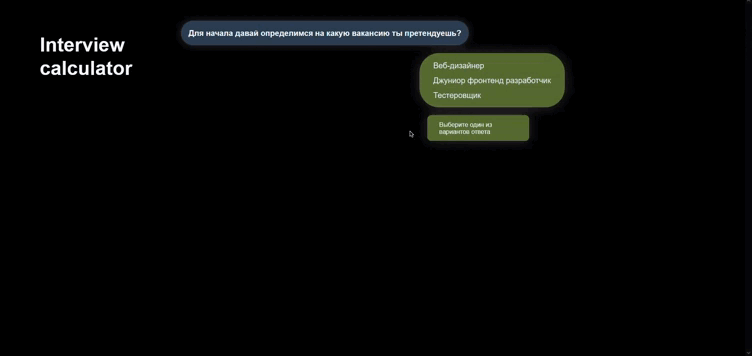 Interview
calculator
Для начала давай определимся на какую вакансию ты претендуешь?
Веб-дизайнер
Джуниор фронтенд разработчик
Тестеровщик
Выберите один из
вариантов ответа